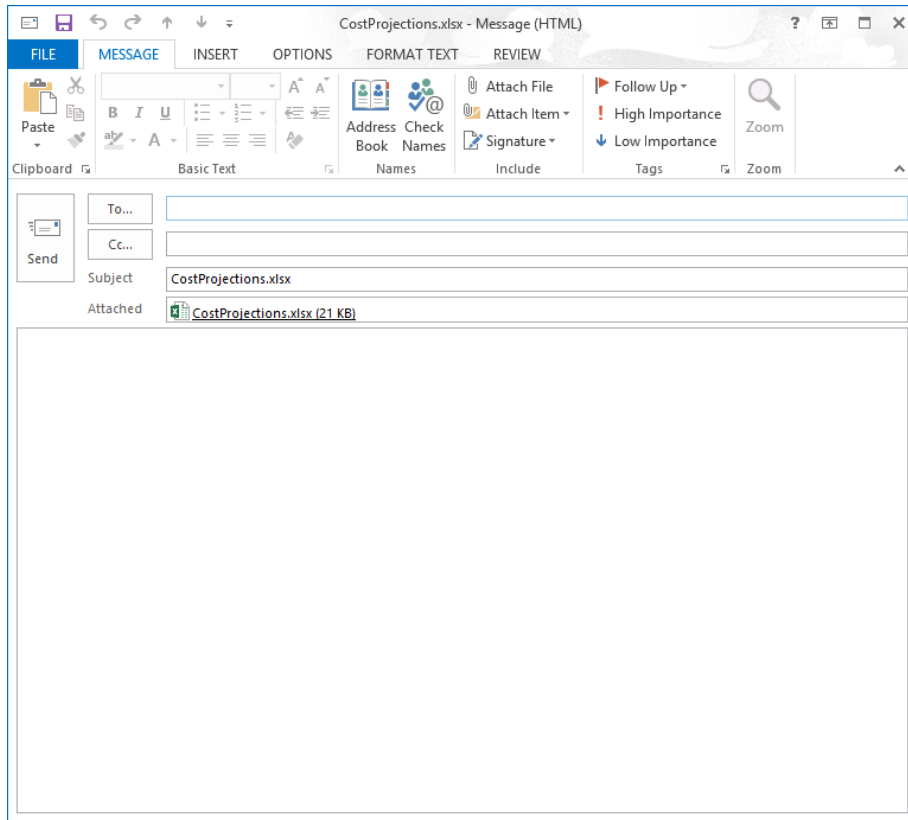 CostProjections.xlsx - Message (HTML) ?
FILE MESSAGE INSERT OPTIONS FORMAT TEXT REVIEW
Paste
B I U
A A
ab A
Address Book
Check Names
Attach File
Attach Item
Signature
Follow Up
High Importance
Low Importance
Zoom
Clipboard Basic Text Names Include Tags Zoom
Send
To...
Cc...
Subject CostProjections.xlsx
Attached CostProjections.xlsx (21 KB)